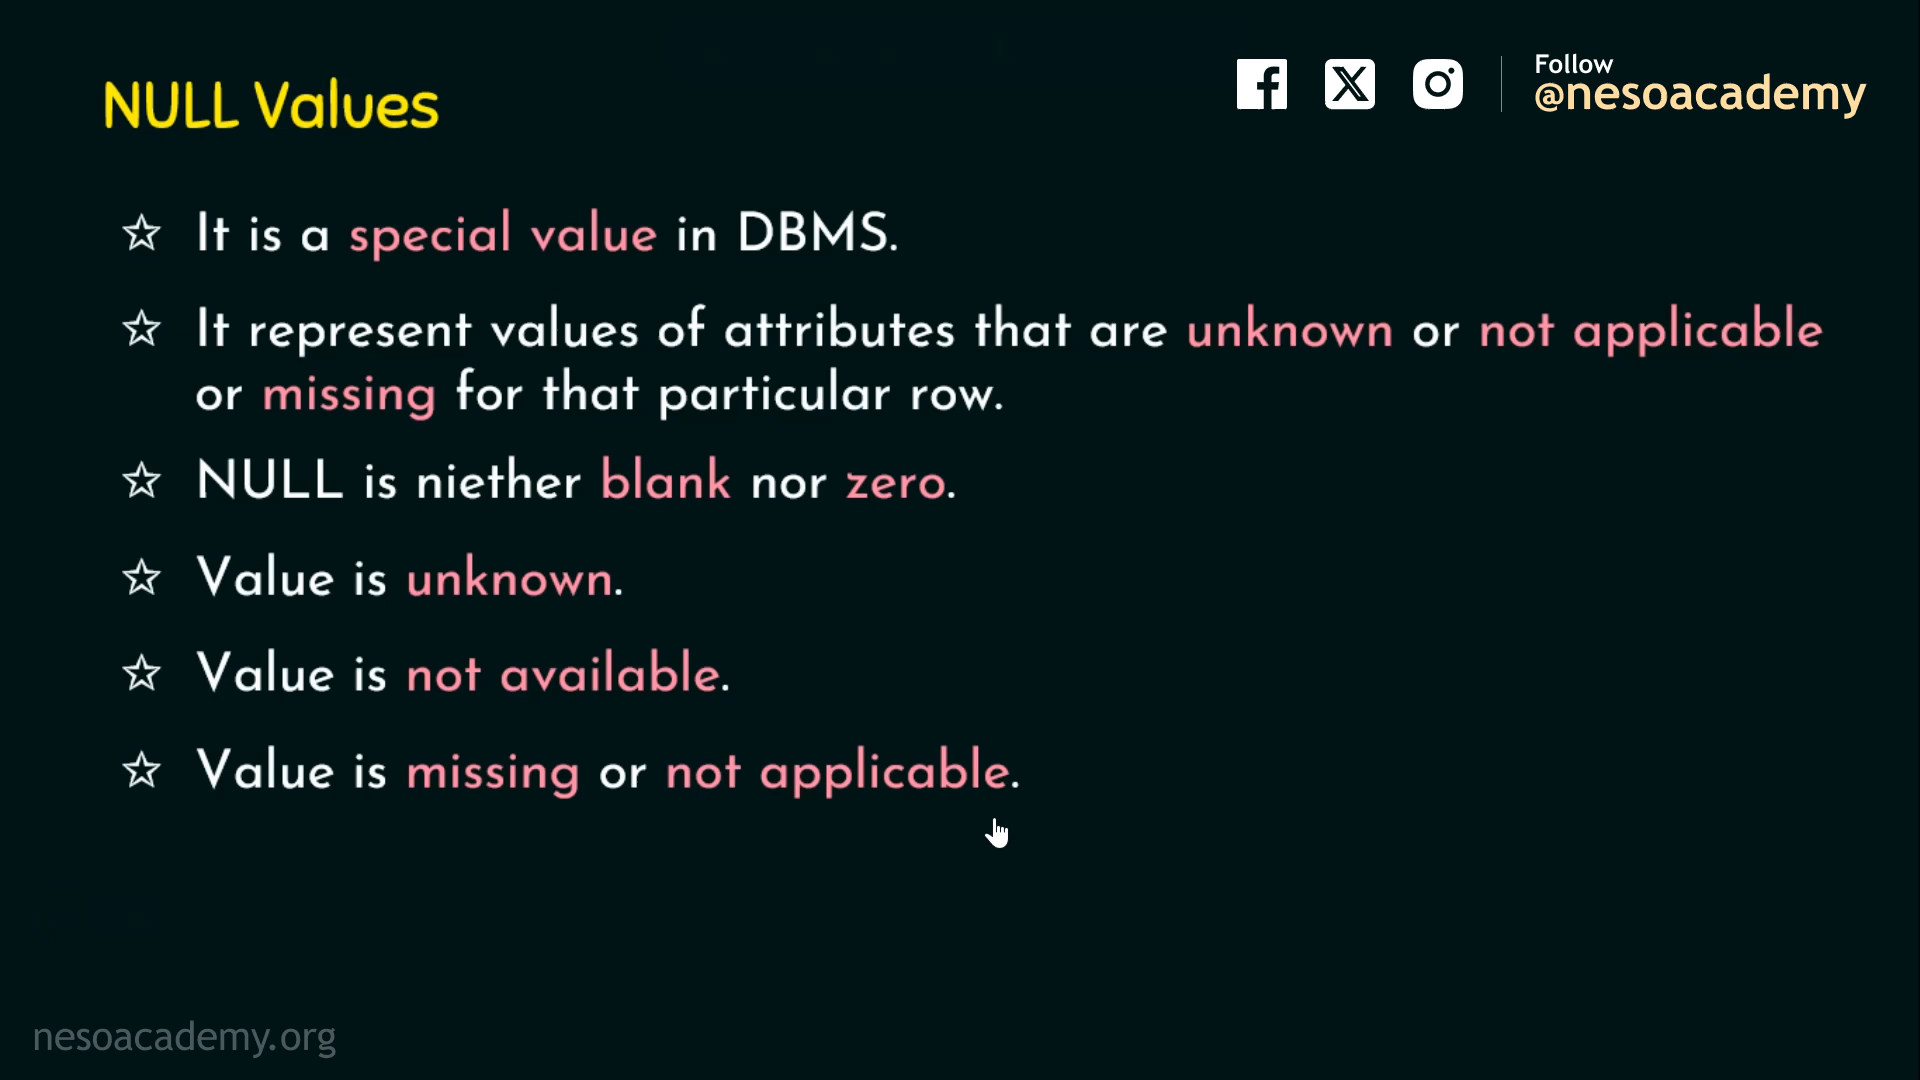 NULL Values
Follow
@nesoacademy
It is a special value in DBMS.
It represent values of attributes that are unknown or not applicable
or missing for that particular row.
NULL is niether blank nor zero.
Value is unknown.
Value is not available.
Value is missing or not applicable.
nesoacademy.org